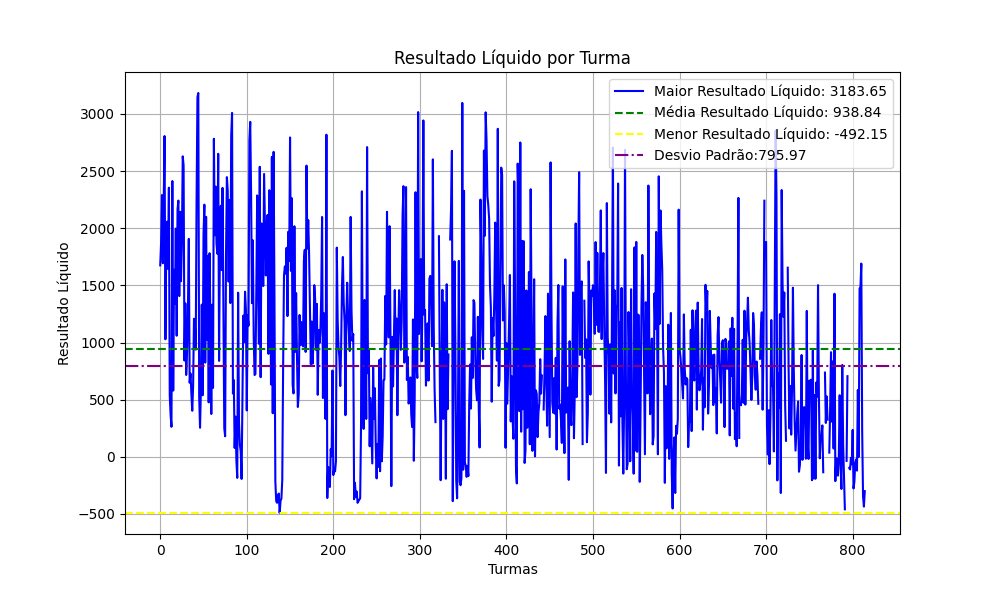 Resultado Líquido por Turma
Maior Resultado Líquido: 3183.65
Média Resultado Líquido: 938.84
Menor Resultado Líquido: -492.15
Desvio Padrão:795.97
Resultado Líquido
3000
2500
2000
1500
1000
500
0
−500
0 100 200 300 400 500 600 700 800
Turmas